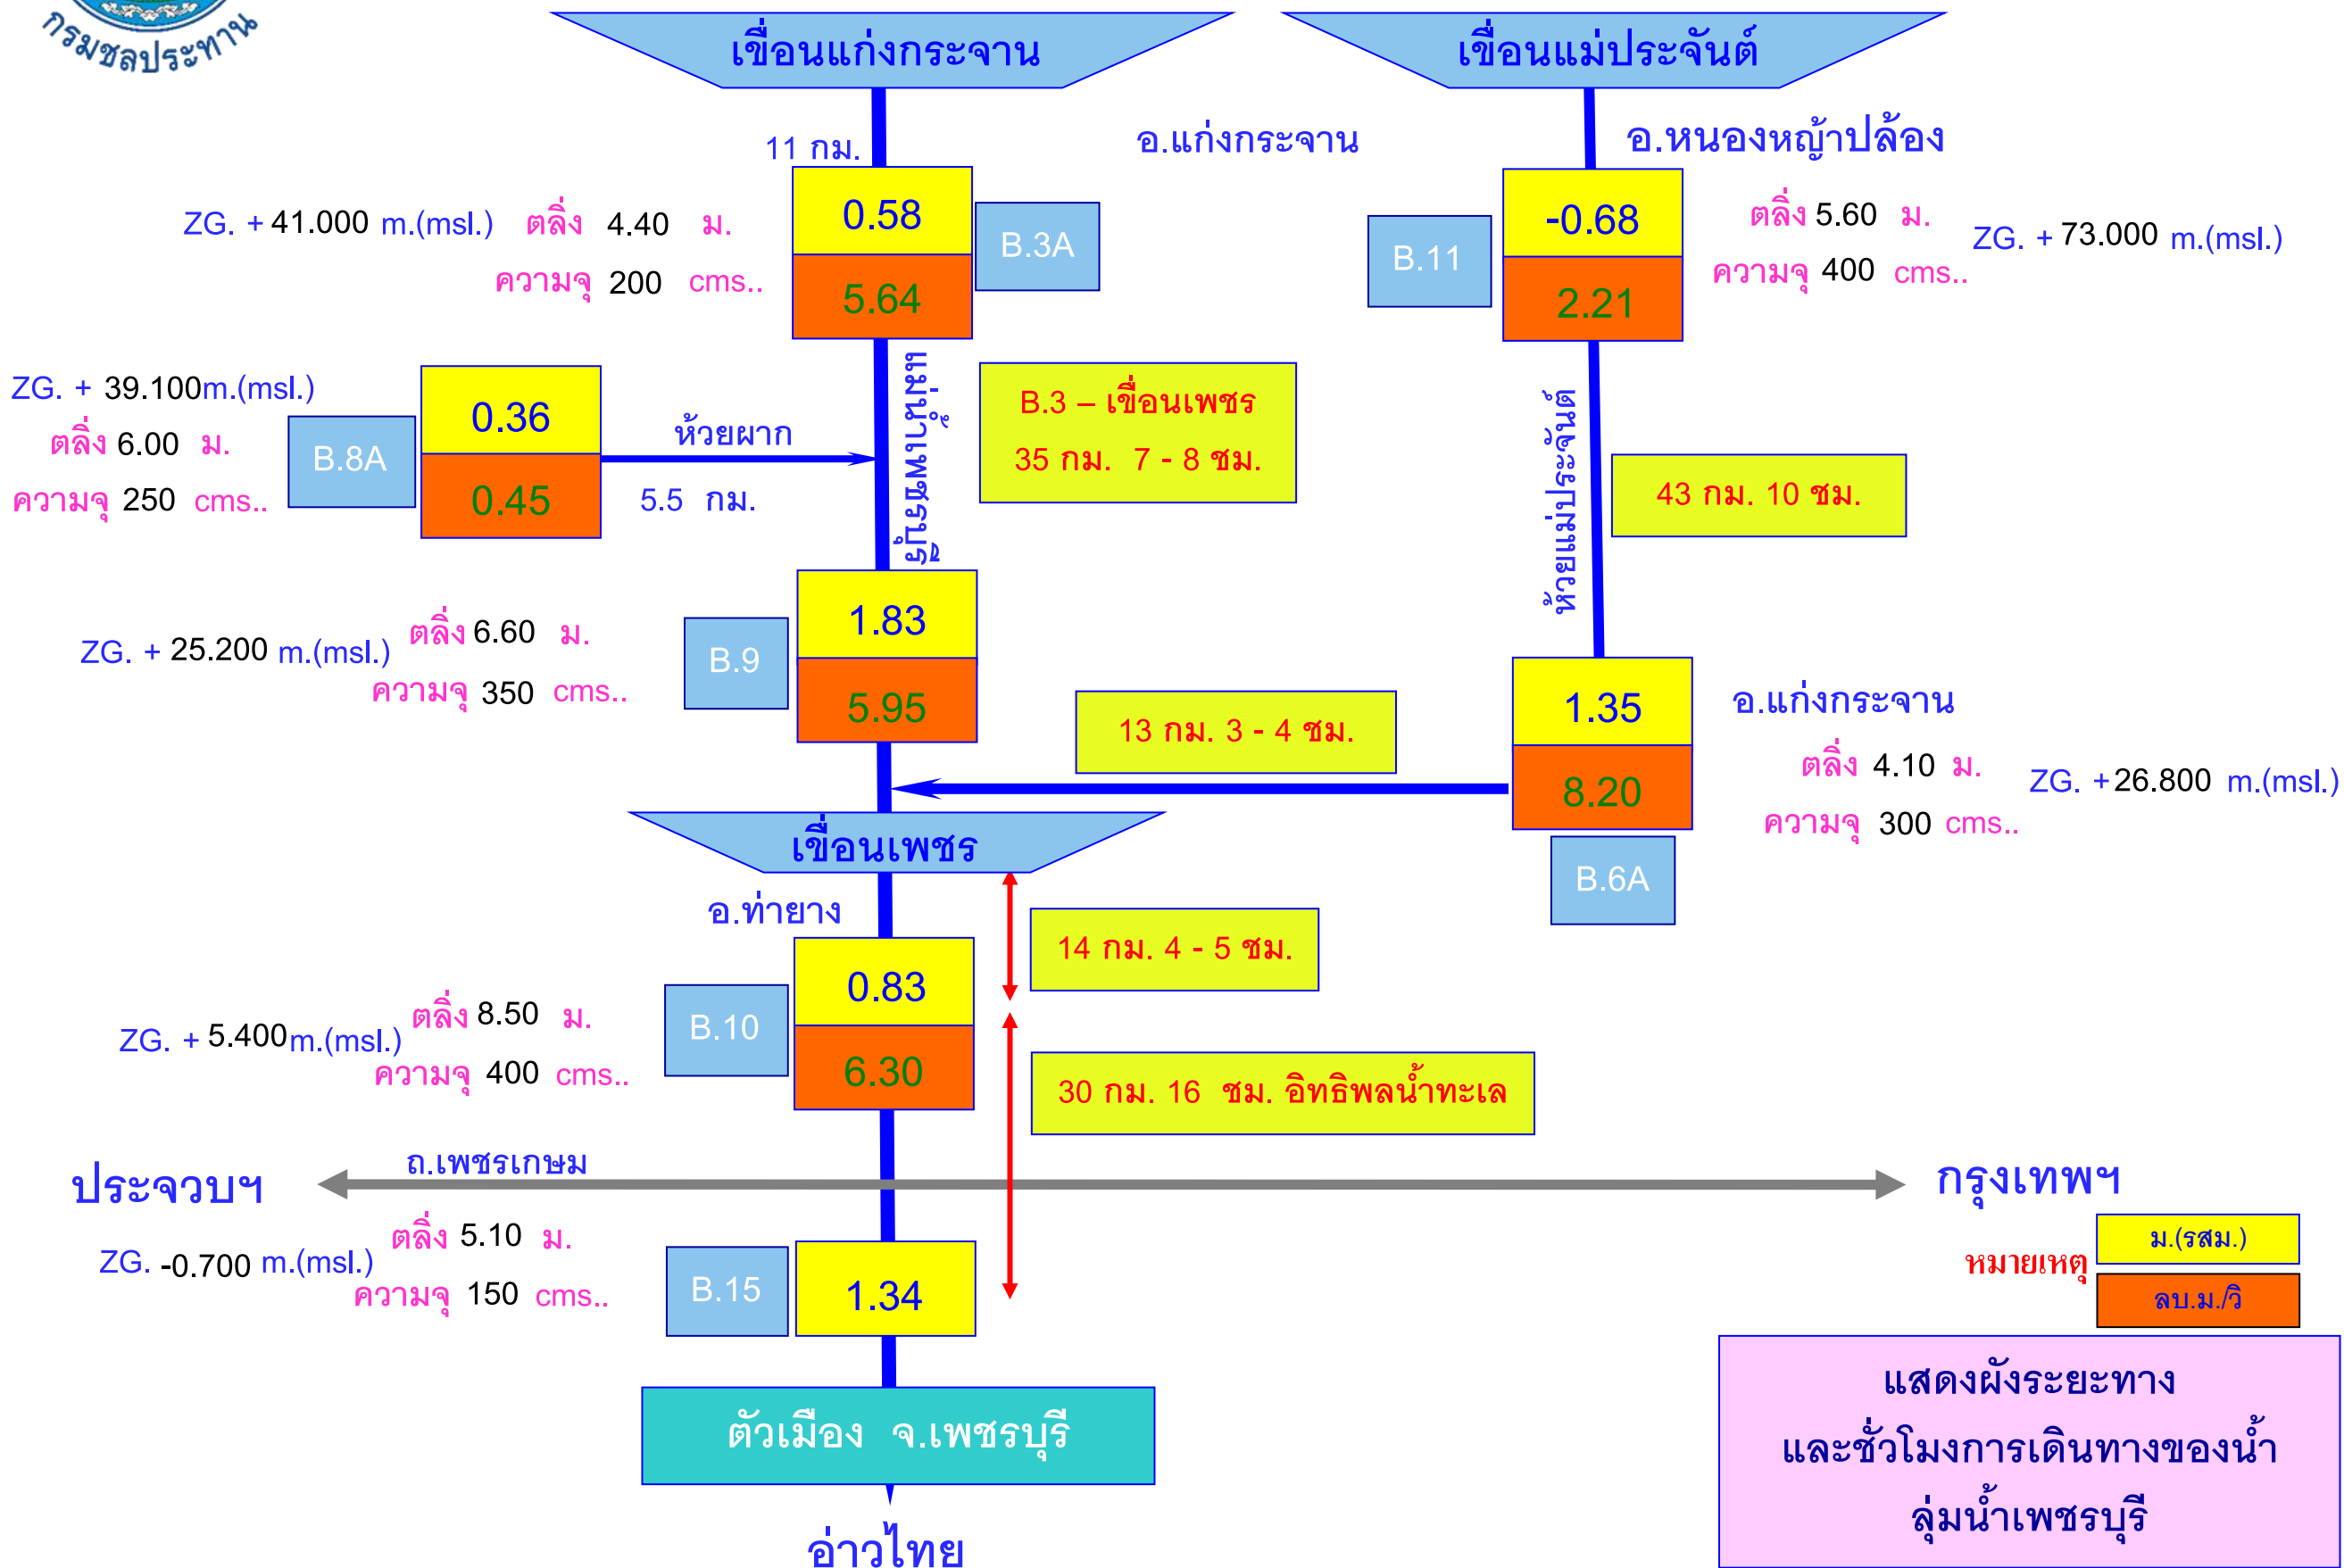 กรมชลประทาน
เขื่อนแก่งกระจาน
เขื่อนแม่ประจันต์
11 กม.
อ.แก่งกระจาน
อ.หนองหญ้าปล้อง
ZG. + 41.000 m.(msl.)
ตลิ่ง 4.40 ม.
ความจุ 200 cms..
0.58
5.64
B.3A
B.11
-0.68
2.21
ตลิ่ง 5.60 ม.
ความจุ 400 cms..
ZG. + 73.000 m.(msl.)
ZG. + 39.100m.(msl.)
ตลิ่ง 6.00 ม.
ความจุ 250 cms..
B.8A
0.36
0.45
ห้วยผาก
5.5 กม.
แม่น้ำเพชรบุรี
B.3 – เขื่อนเพชร
35 กม. 7 - 8 ชม.
ห้วยแม่ประจันต์
43 กม. 10 ชม.
ZG. + 25.200 m.(msl.)
ตลิ่ง 6.60 ม.
ความจุ 350 cms..
B.9
1.83
5.95
13 กม. 3 - 4 ชม.
1.35
8.20
B.6A
อ.แก่งกระจาน
ตลิ่ง 4.10 ม.
ความจุ 300 cms..
ZG. +26.800 m.(msl.)
เขื่อนเพชร
อ.ท่ายาง
14 กม. 4 - 5 ชม.
ZG. + 5.400m.(msl.)
ตลิ่ง 8.50 ม.
ความจุ 400 cms..
B.10
0.83
6.30
30 กม. 16 ชม. อิทธิพลน้ำทะเล
ประจวบฯ
ถ.เพชรเกษม
กรุงเทพฯ
ZG. -0.700 m.(msl.)
ตลิ่ง 5.10 ม.
ความจุ 150 cms..
B.15
1.34
หมายเหตุ
ม.(รสม.)
ลบ.ม./วิ
ตัวเมือง จ.เพชรบุรี
อ่าวไทย
แสดงผังระยะทาง
และชั่วโมงการเดินทางของน้ำ
ลุ่มน้ำเพชรบุรี